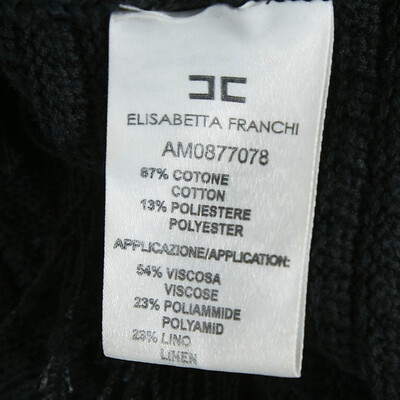 ELISABETTA FRANCHI
AM0877078
87% COTONE
COTTON
13% POLIESTERE
POLYESTER
APPLICAZIONE/APPLICATION:
54% VISCOSA
VISCOSE
23% POLIAMMIDE
POLYAMID
23% LINO
LINEN